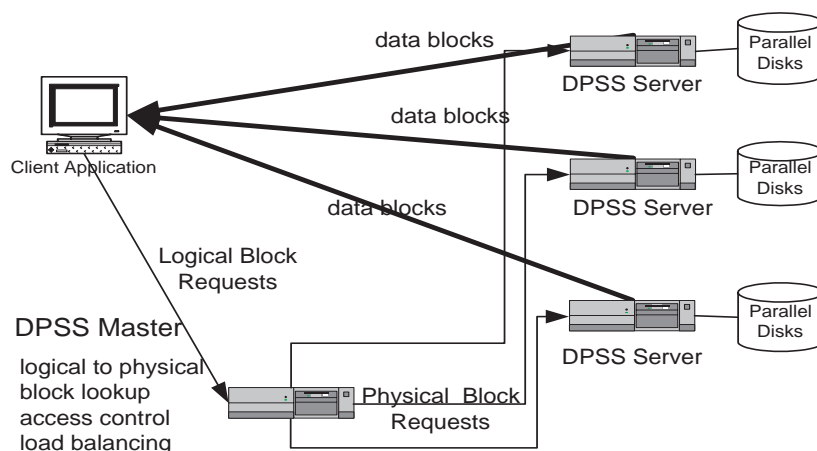 data blocks
Parallel
Disks
DPSS Server
Client Application
data blocks
Parallel
Disks
DPSS Server
data blocks
Logical Block
Requests
Parallel
Disks
DPSS Server
DPSS Master
logical to physical
block lookup
access control
load balancing
Physical Block
Requests